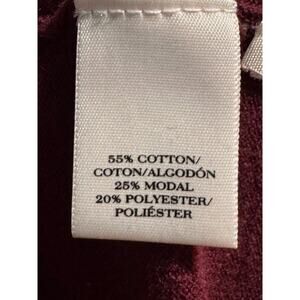 55% COTTON/
COTON/ALGODÓN
25% MODAL
20% POLYESTER/
POLIÉSTER